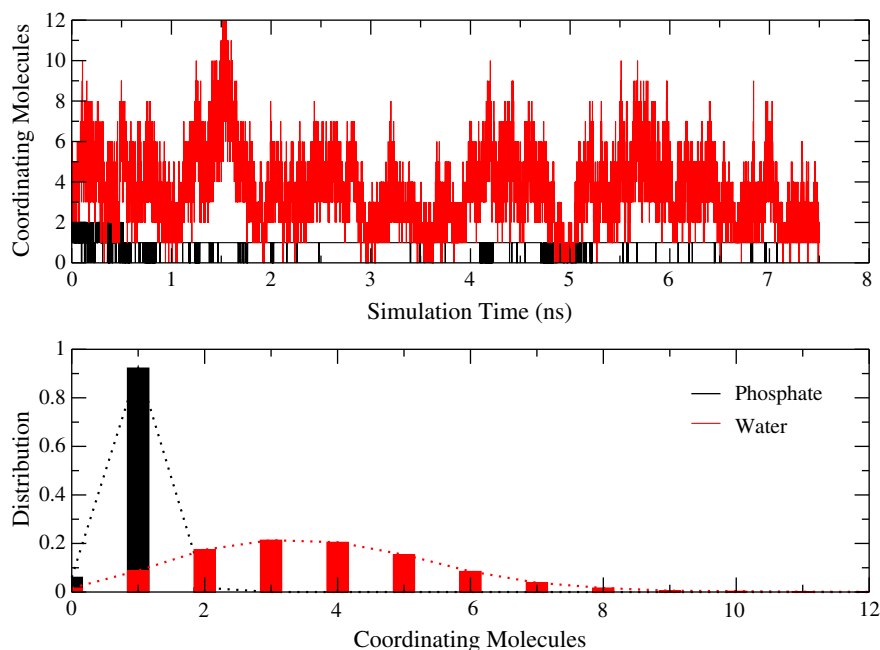 Coordinating Molecules
12
10
8
6
4
2
0
0 1 2 3 4 5 6 7 8
Simulation Time (ns)
Distribution
1
0.8
0.6
0.4
0.2
0
Phosphate
Water
0 2 4 6 8 10 12
Coordinating Molecules